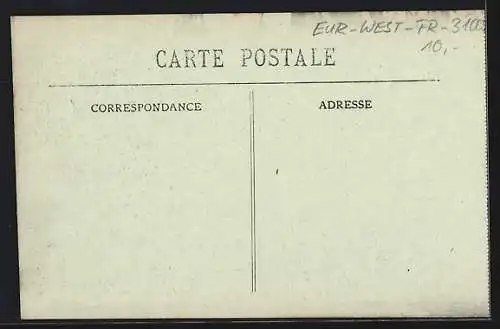 EUR-WEST-FR-3100
10,-
CARTE POSTALE
CORRESPONDANCE
ADRESSE